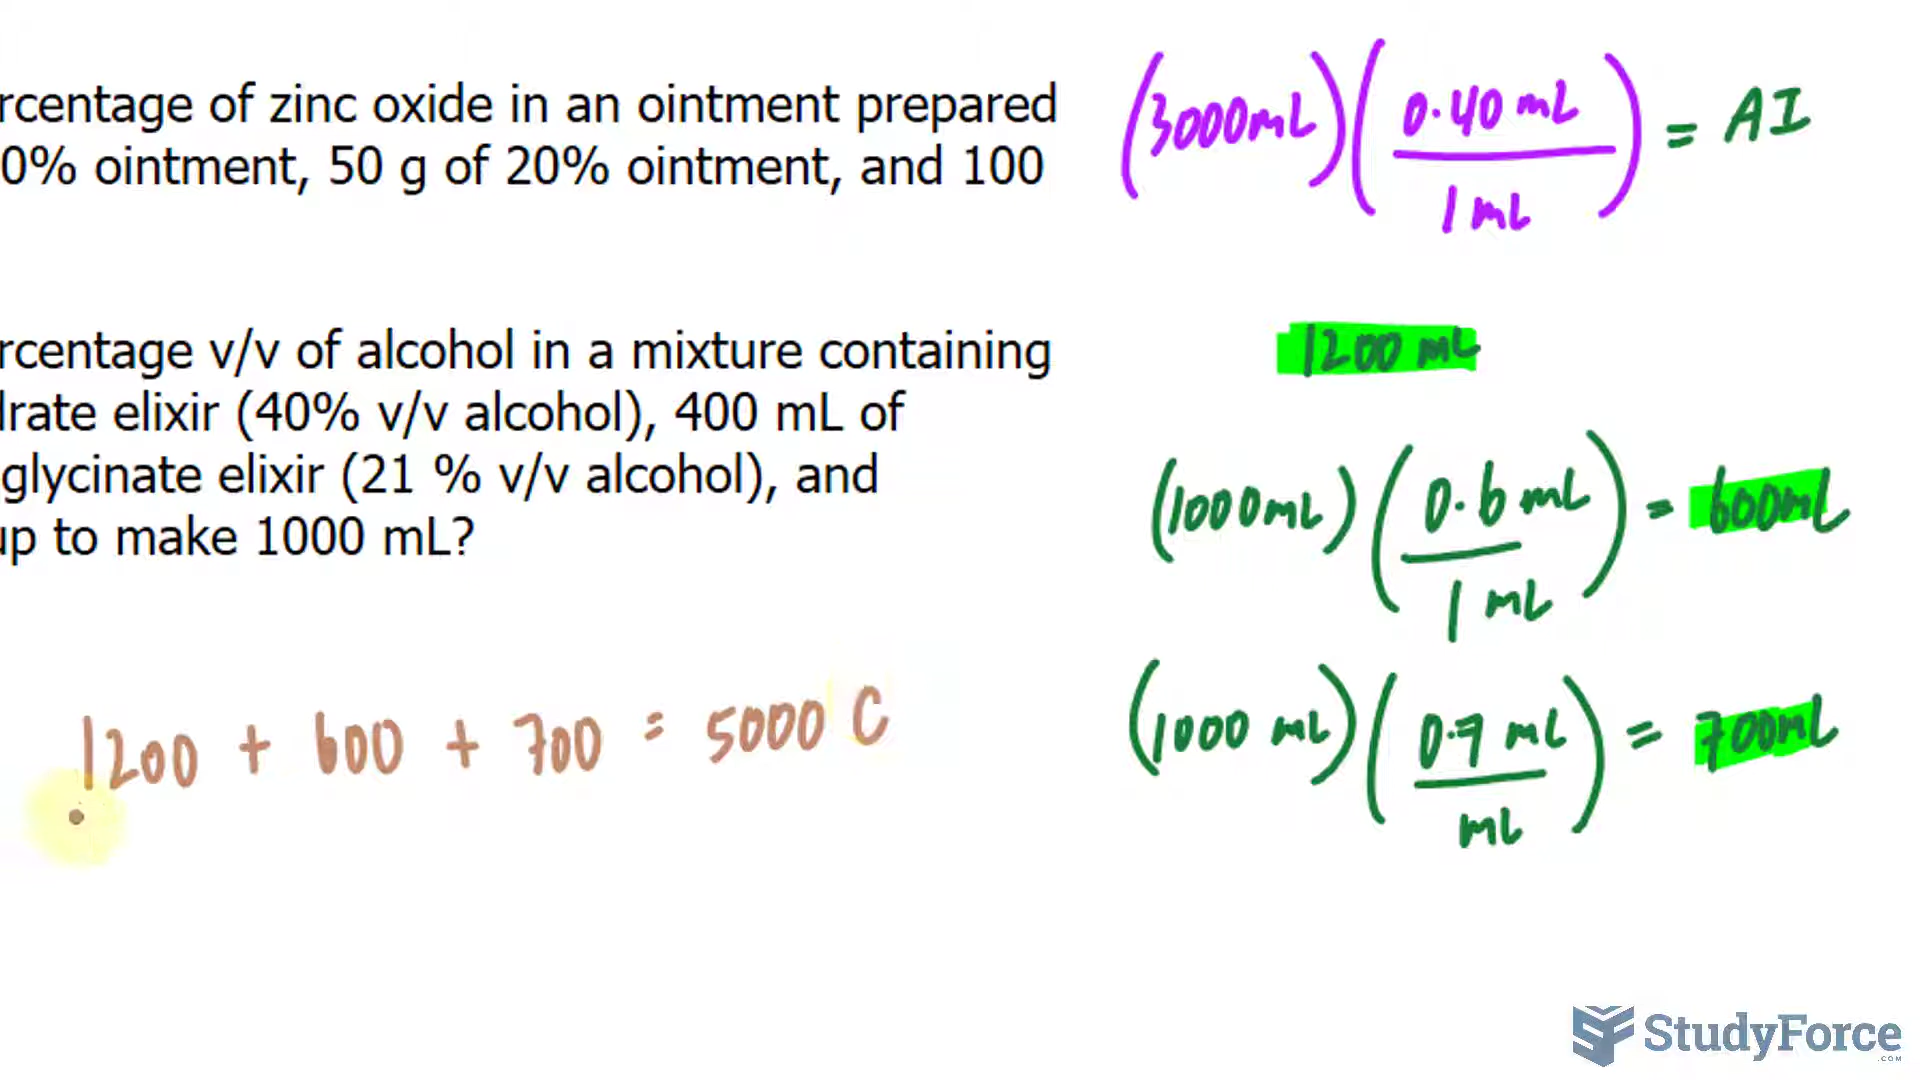 rcentage of zinc oxide in an ointment prepared
0% ointment, 50 g of 20% ointment, and 100
rcentage v/v of alcohol in a mixture containing
drate elixir (40% v/v alcohol), 400 mL of
glycinate elixir (21 % v/v alcohol), and
up to make 1000 mL?
1200 + 600 + 700 = 5000 C
(3000mL) (0.40 mL / 1 mL) = AI
1200 mL
(1000mL) (0.6 mL / 1 mL) = 600mL
(1000 mL) (0.7 mL / mL) = 700mL
StudyForce
.COM